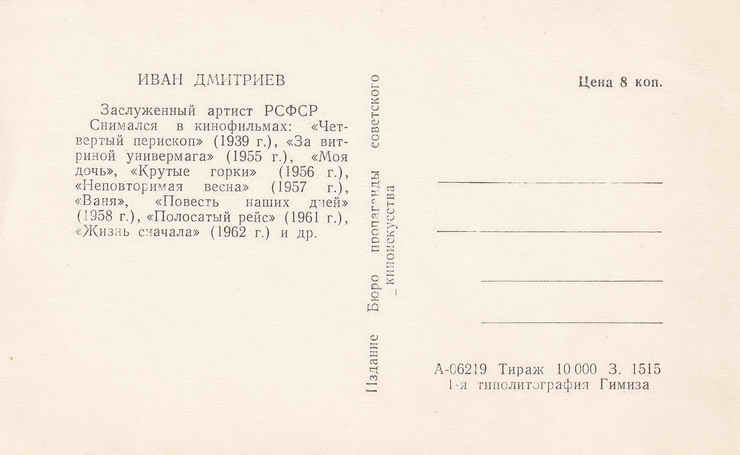 ИВАН ДМИТРИЕВ
Заслуженный артист РСФСР
Снимался в кинофильмах: «Чет-
вертый перископ» (1939 г.), «За вит-
риной универмага» (1955 г.), «Моя
дочь», «Крутые горки» (1956 г.),
«Неповторимая весна» (1957 г.),
«Ваня», «Повесть наших дней»
(1958 г.), «Полосатый рейс» (1961 г.),
«Жизнь сначала» (1962 г.) и др.
Издание Бюро пропаганды советского
киноискусства
Цена 8 коп.
А-06219 Тираж 10 000 З. 1515
1-я типолитография Гимиза